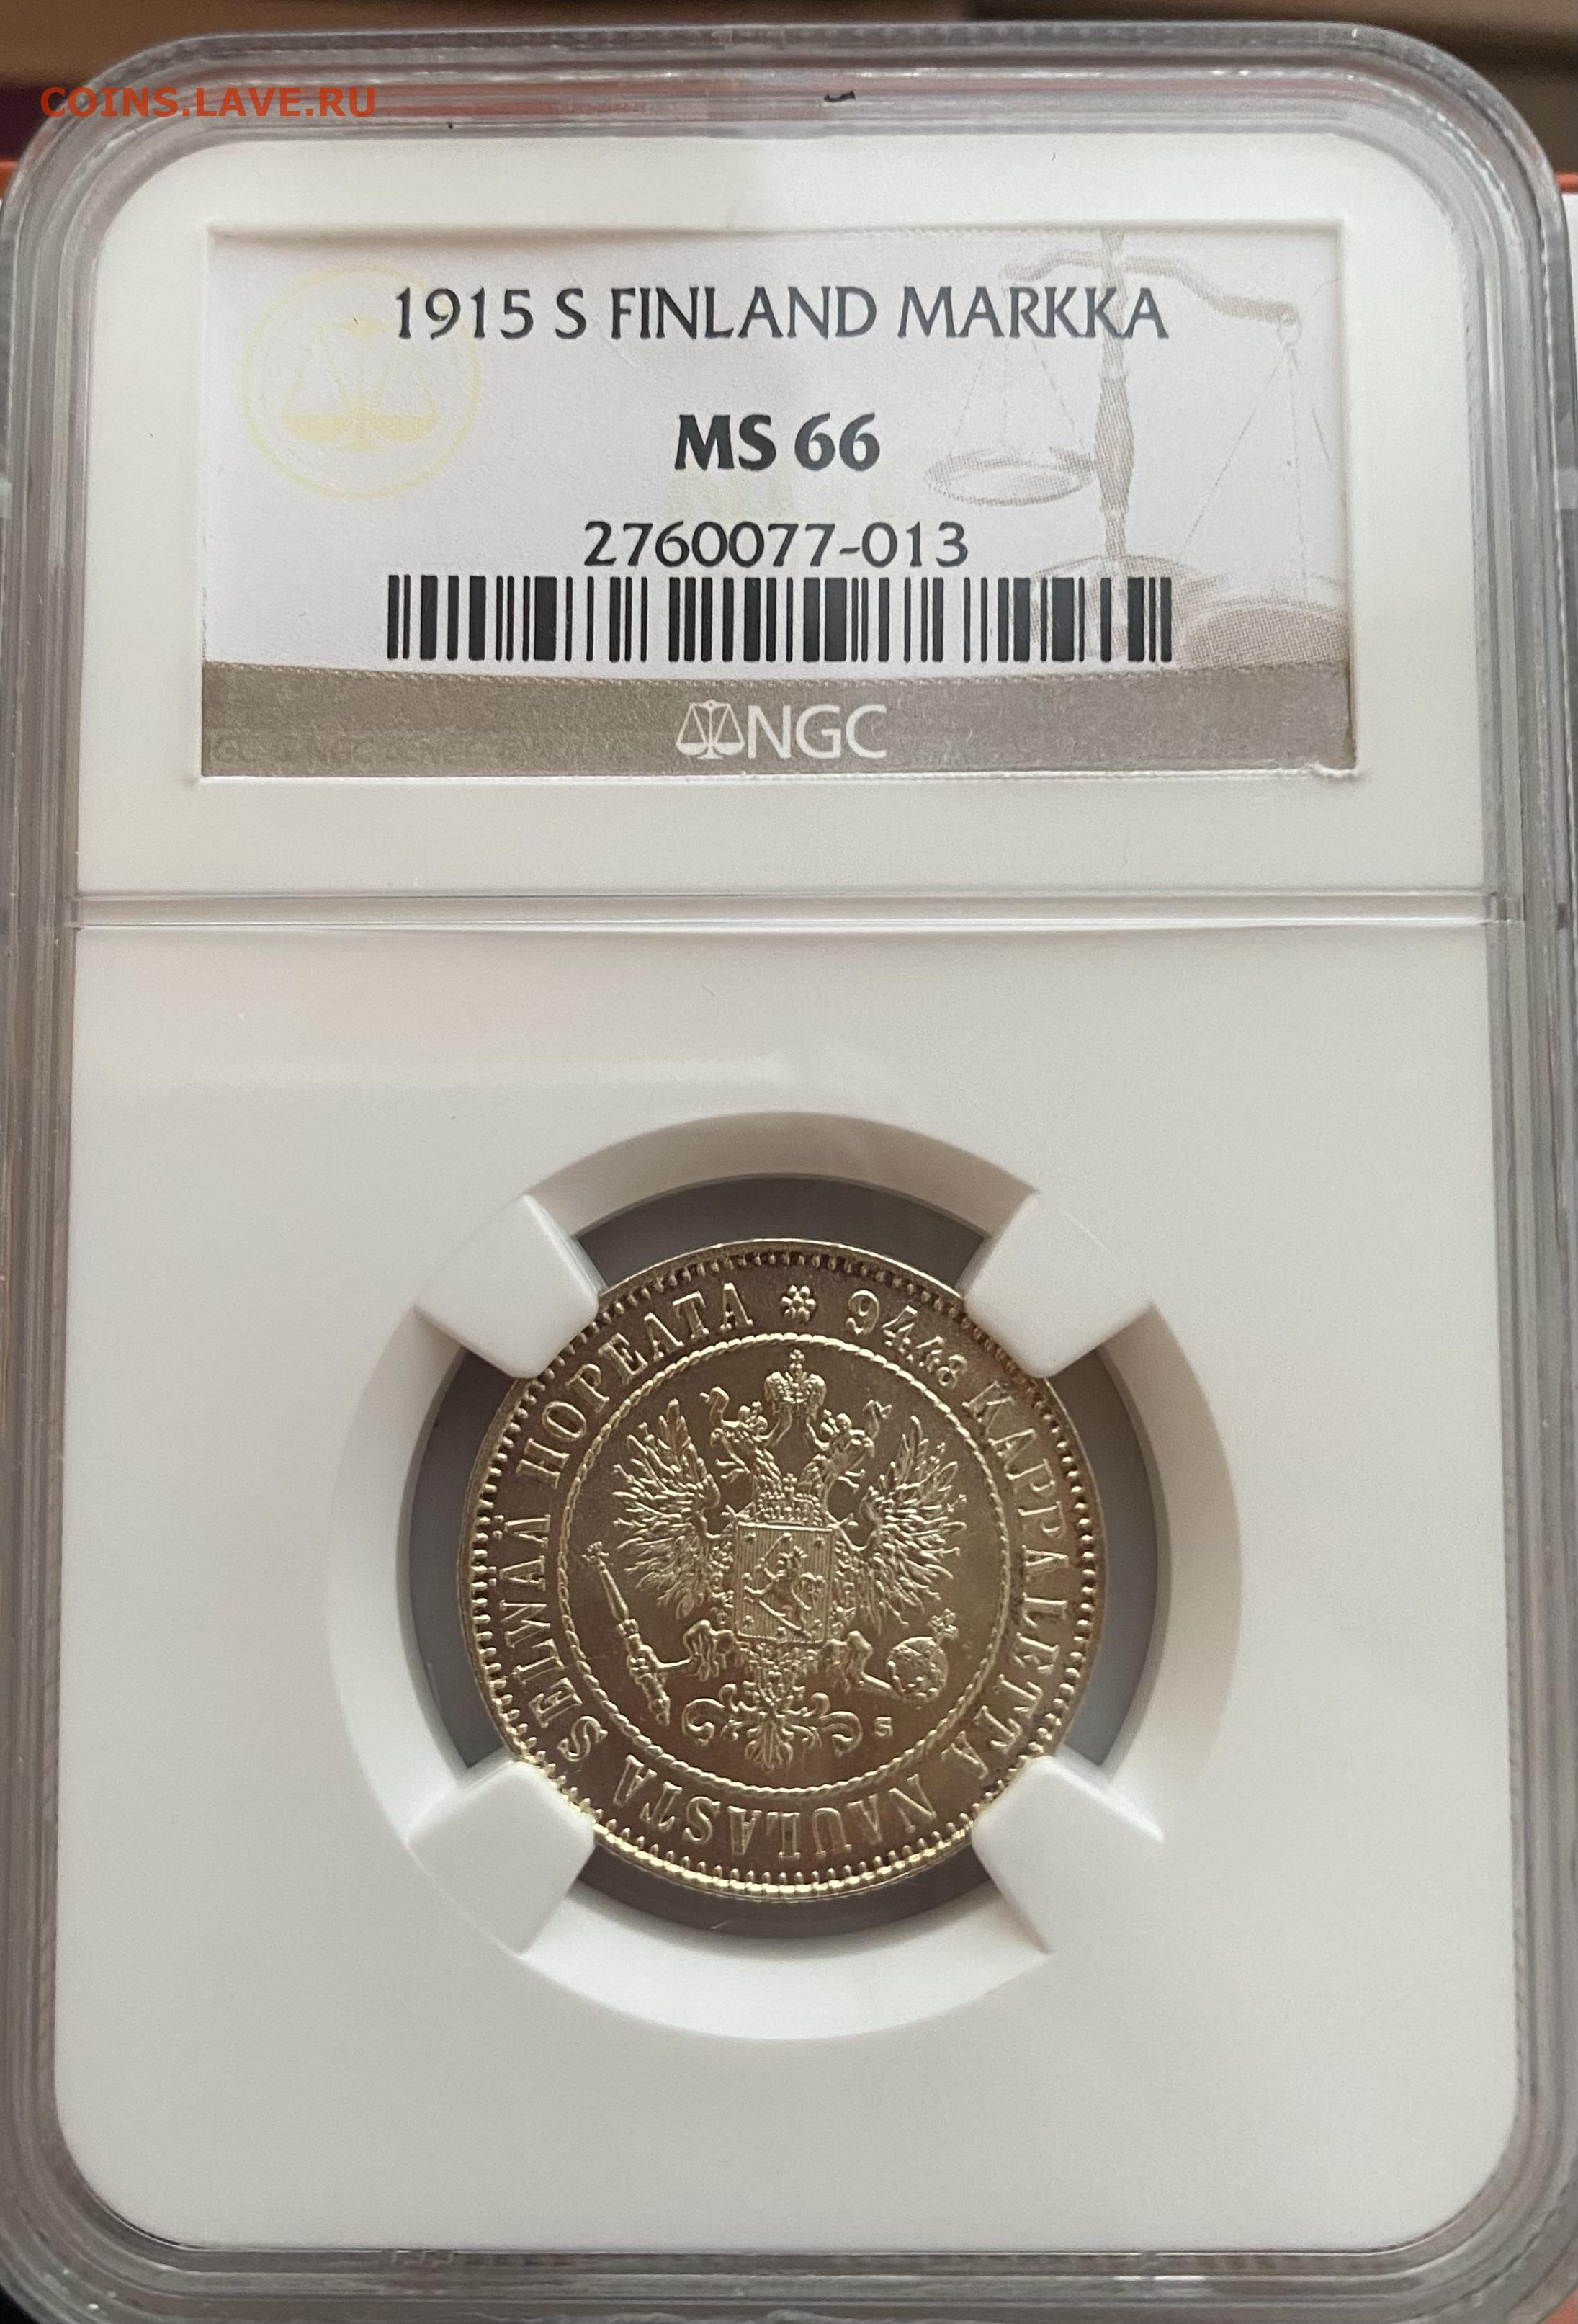 COINS.LAVE.RU
1915 S FINLAND MARKKA
MS 66
2760077-013
NGC
94,48 KAPPALETTA NAULASTA SELWÄÄ HOPEATA
S